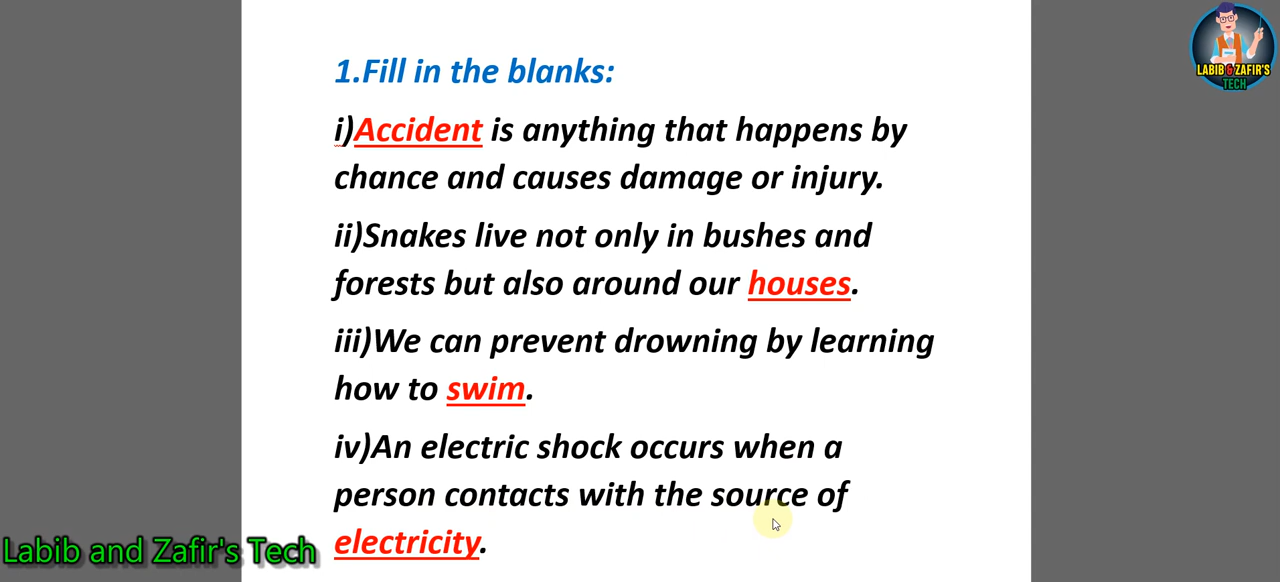 1.Fill in the blanks:
i)Accident is anything that happens by
chance and causes damage or injury.
ii)Snakes live not only in bushes and
forests but also around our houses.
iii)We can prevent drowning by learning
how to swim.
iv)An electric shock occurs when a
person contacts with the source of
electricity.
Labib and Zafir's Tech
LABIB & ZAFIR'S
TECH